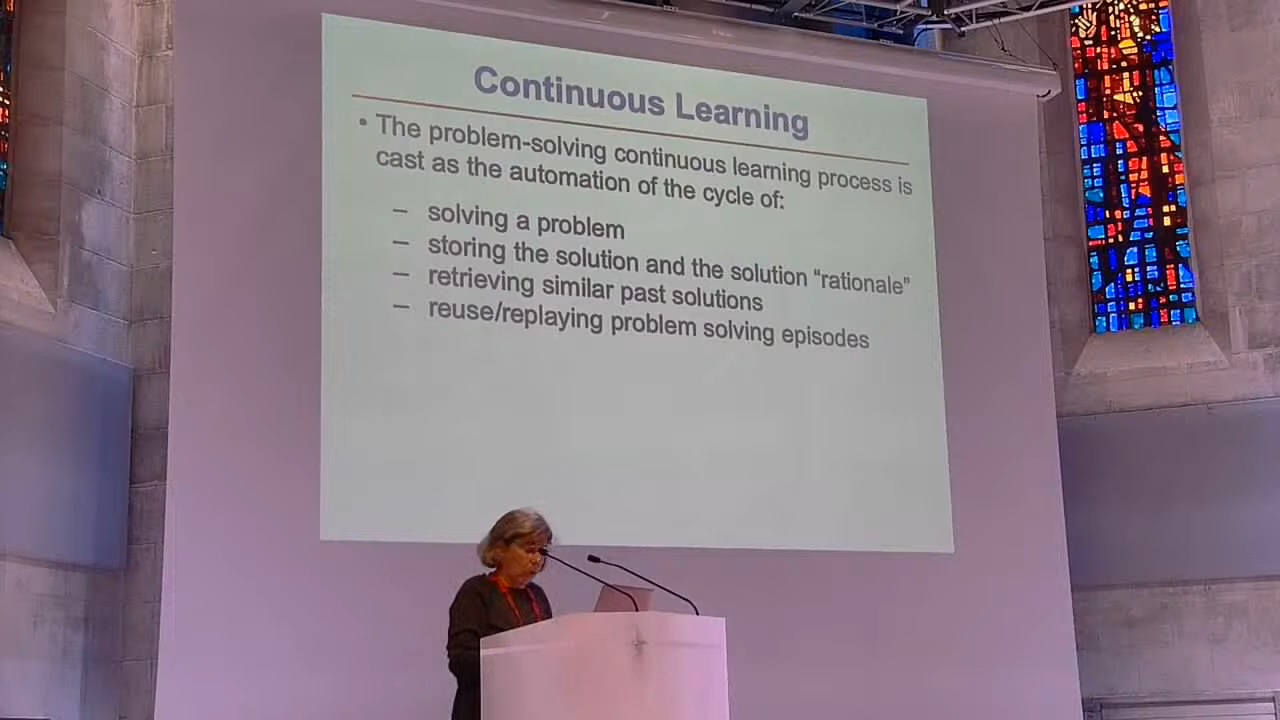 Continuous Learning
• The problem-solving continuous learning process is
cast as the automation of the cycle of:
– solving a problem
– storing the solution and the solution “rationale”
– retrieving similar past solutions
– reuse/replaying problem solving episodes